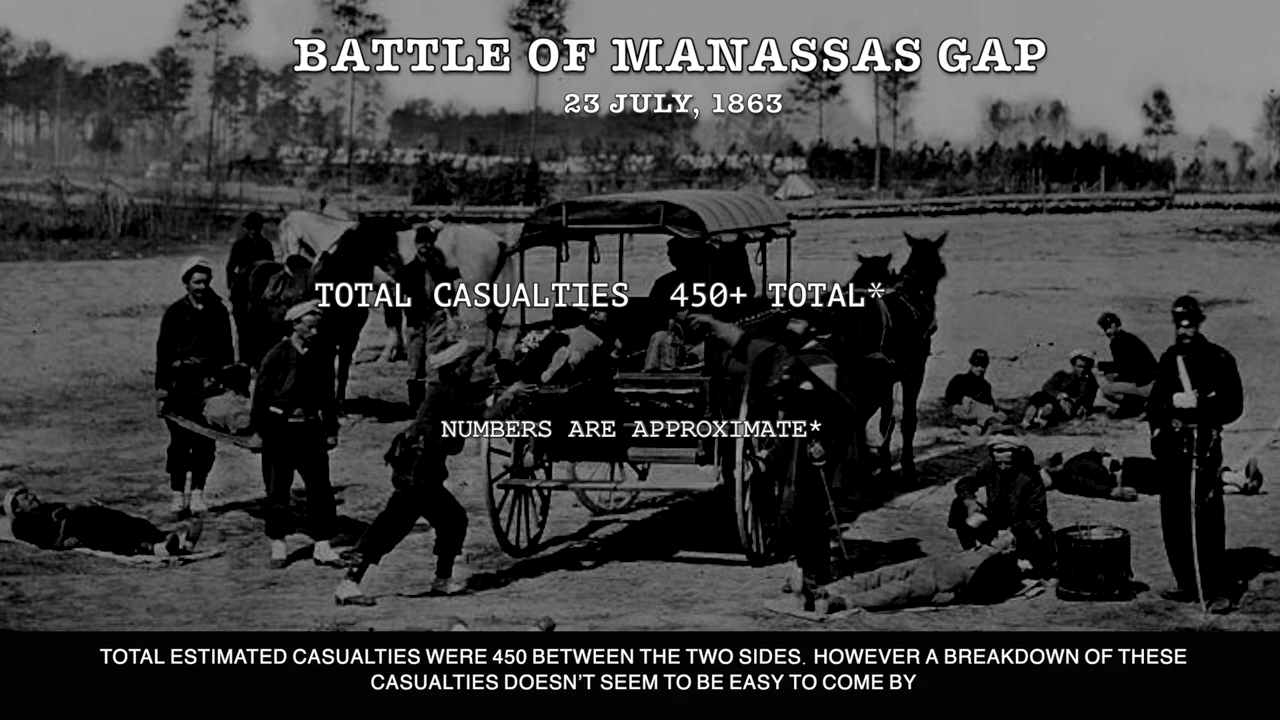 BATTLE OF MANASSAS GAP
23 JULY, 1863
TOTAL CASUALTIES 450+ TOTAL*
NUMBERS ARE APPROXIMATE*
TOTAL ESTIMATED CASUALTIES WERE 450 BETWEEN THE TWO SIDES. HOWEVER A BREAKDOWN OF THESE
CASUALTIES DOESN'T SEEM TO BE EASY TO COME BY